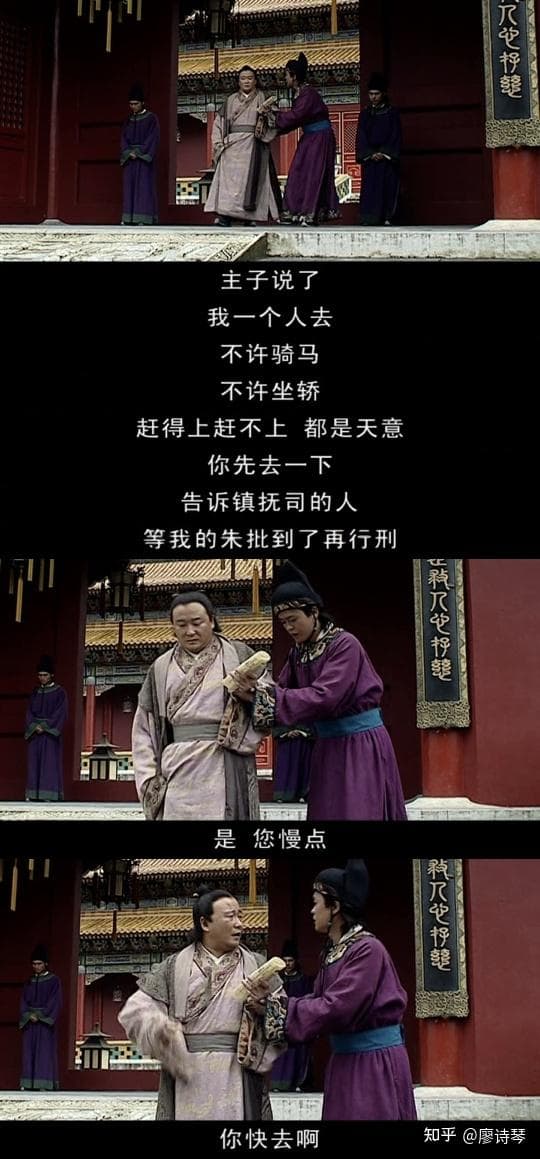 主子说了
我一个人去
不许骑马
不许坐轿
赶得上赶不上 都是天意
你先去一下
告诉镇抚司的人
等我的朱批到了再行刑
是 您慢点
你快去啊
知乎 @廖诗琴